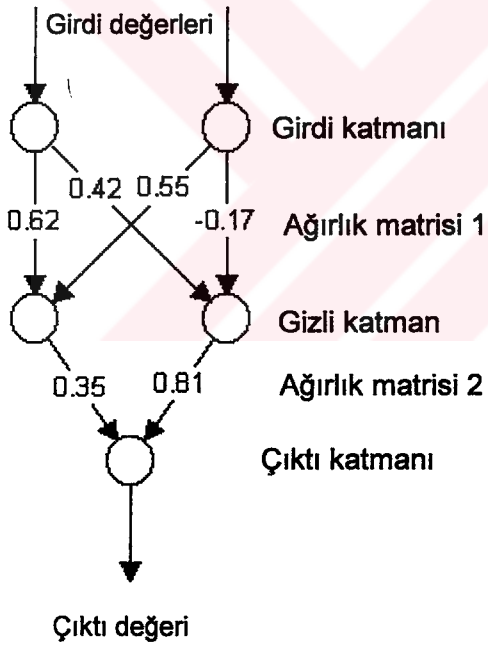 Girdi değerleri
Girdi katmanı
0.42 0.55
0.62 -0.17 Ağırlık matrisi 1
Gizli katman
0.35 0.81 Ağırlık matrisi 2
Çıktı katmanı
Çıktı değeri